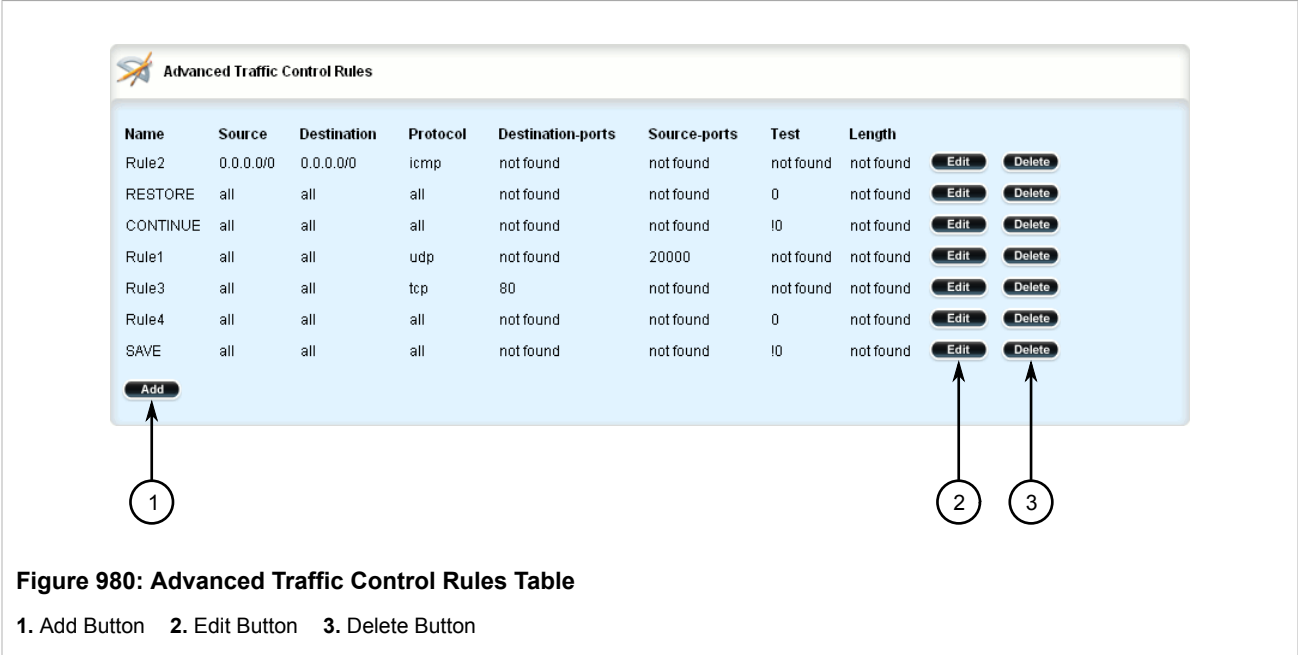 Advanced Traffic Control Rules
Name Source Destination Protocol Destination-ports Source-ports Test Length
Rule2 0.0.0.0/0 0.0.0.0/0 icmp not found not found not found not found Edit Delete
RESTORE all all all not found not found 0 not found Edit Delete
CONTINUE all all all not found not found !0 not found Edit Delete
Rule1 all all udp not found 20000 not found not found Edit Delete
Rule3 all all tcp 80 not found not found not found Edit Delete
Rule4 all all all not found not found 0 not found Edit Delete
SAVE all all all not found not found !0 not found Edit Delete
Add
1 2 3
Figure 980: Advanced Traffic Control Rules Table
1. Add Button 2. Edit Button 3. Delete Button